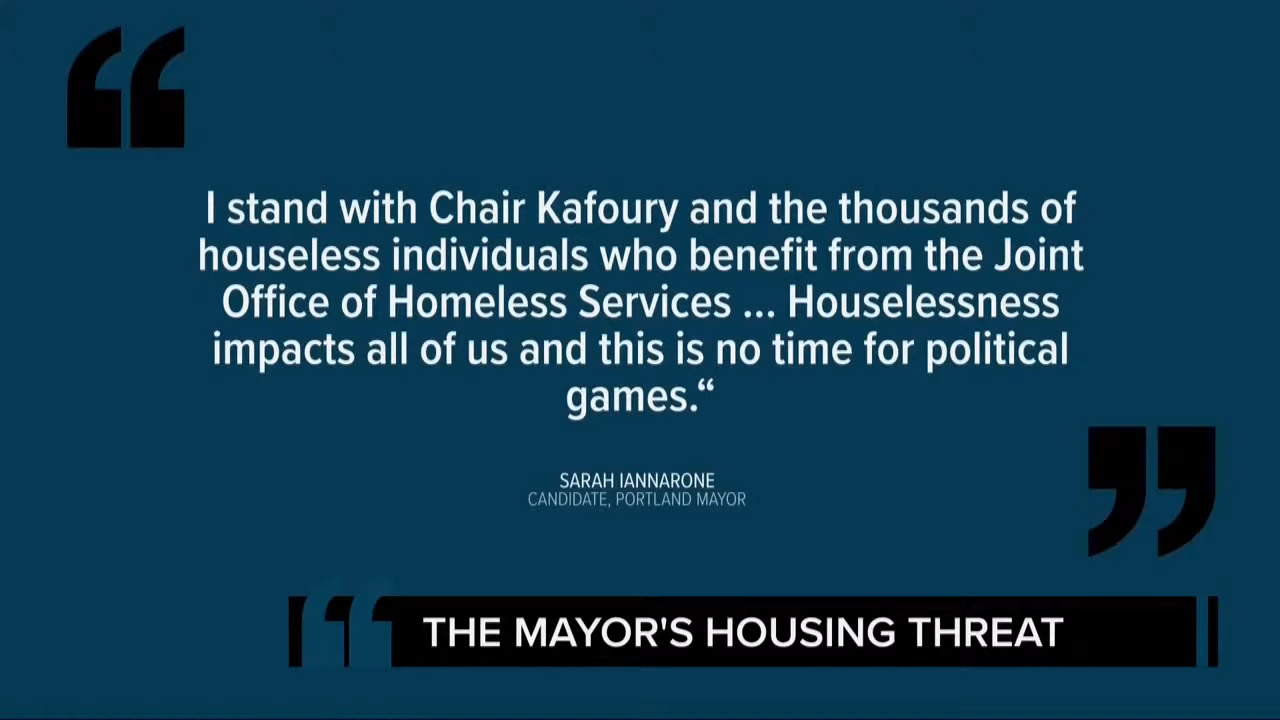 I stand with Chair Kafoury and the thousands of
houseless individuals who benefit from the Joint
Office of Homeless Services ... Houselessness
impacts all of us and this is no time for political
games.“
SARAH IANNARONE
CANDIDATE, PORTLAND MAYOR
THE MAYOR'S HOUSING THREAT